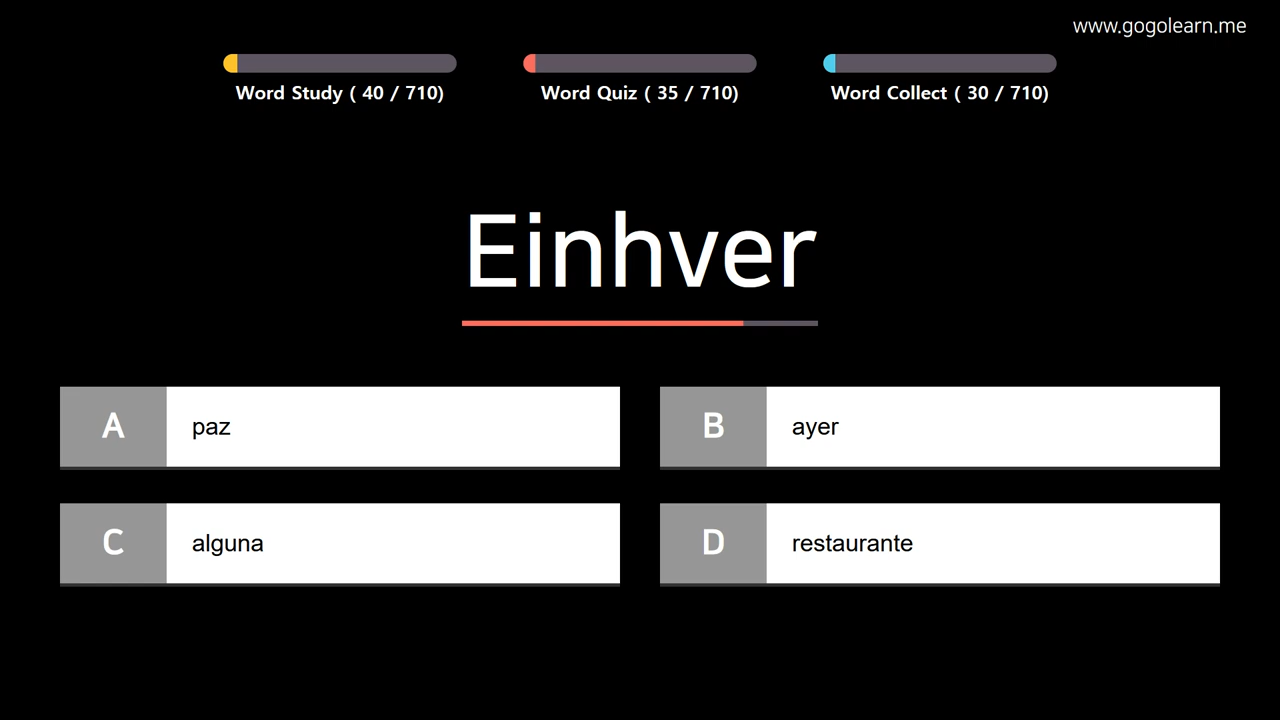 www.gogolearn.me
Word Study ( 40 / 710)
Word Quiz ( 35 / 710)
Word Collect ( 30 / 710)
Einhver
A paz
B ayer
C alguna
D restaurante